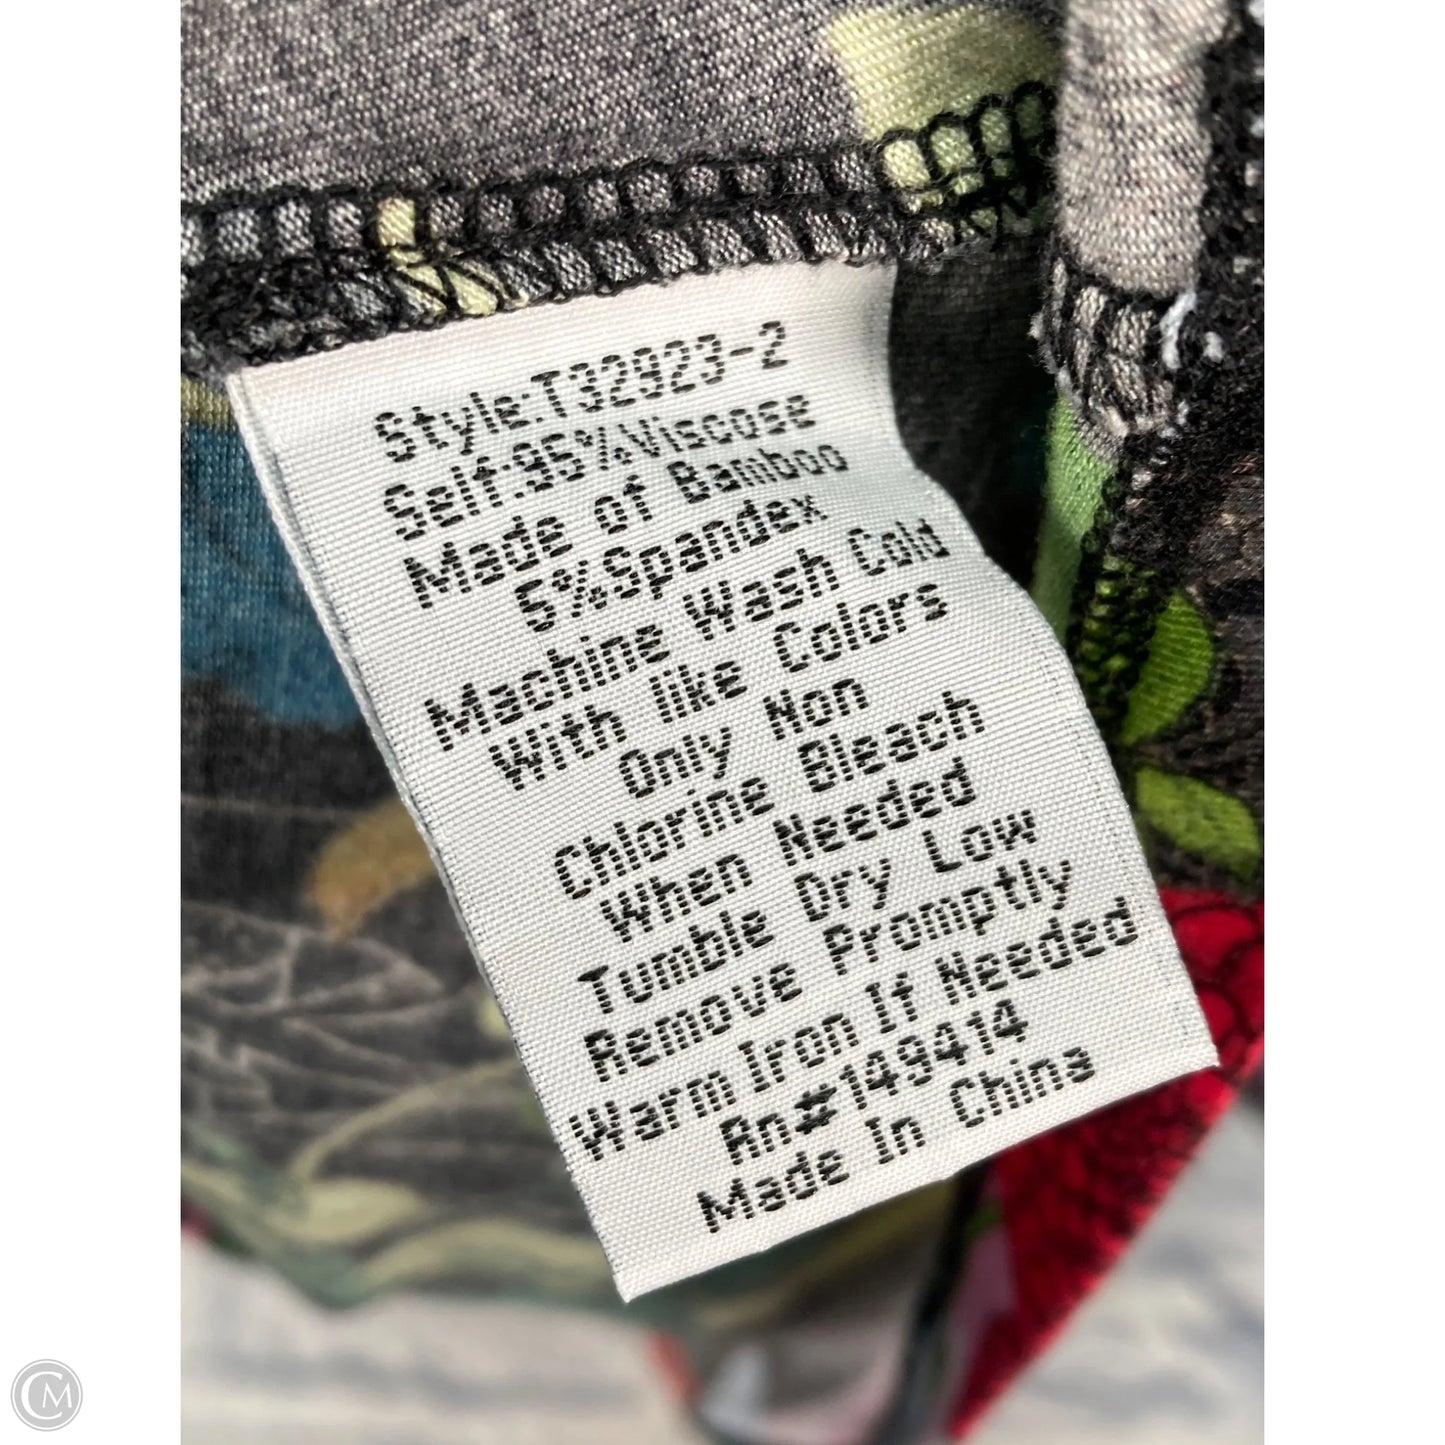 Style:T32923-2
Self:95%Viscose
Made of Bamboo
5%Spandex
Machine Wash Cold
With like Colors
Only Non
Chlorine Bleach
When Needed
Tumble Dry Low
Remove Promptly
Warm Iron If Needed
Rn#149414
Made In China
CM